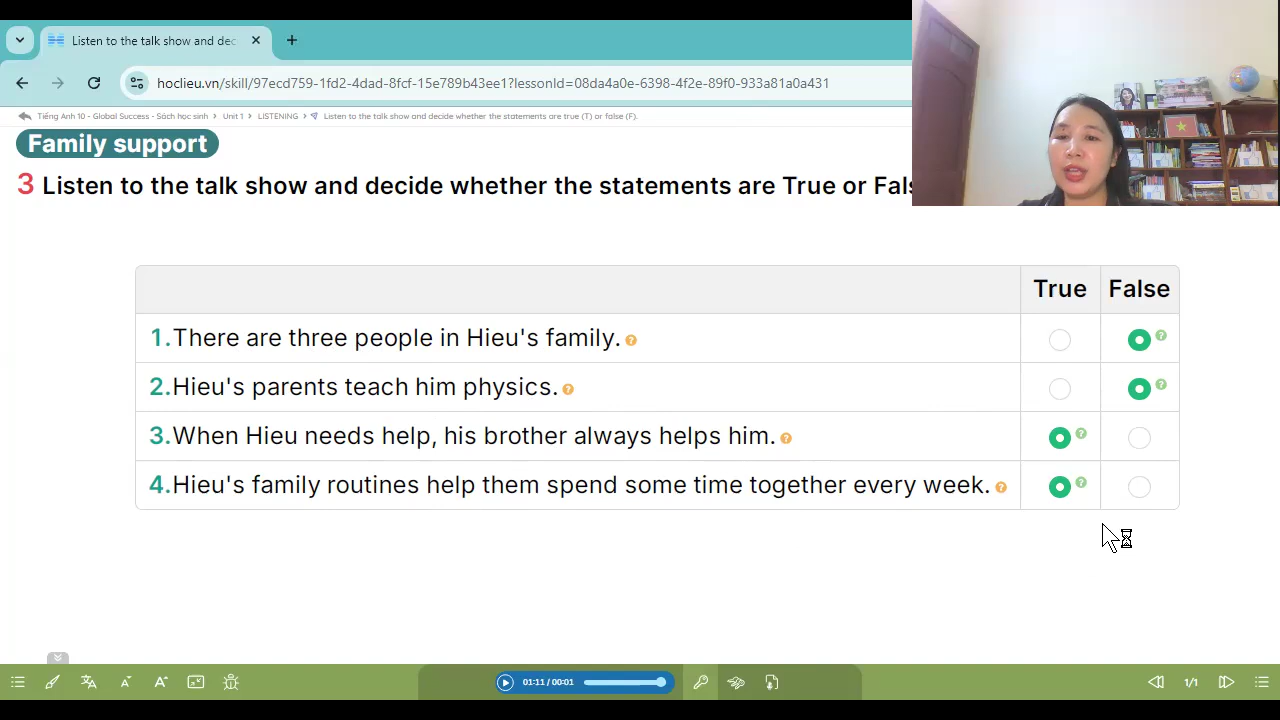 Listen to the talk show and dec
hoclieu.vn/skill/97ecd759-1fd2-4dad-8fcf-15e789b43ee1?lessonId=08da4a0e-6398-4f2e-89f0-933a81a0a431
Tiếng Anh 10 - Global Success - Sách học sinh > Unit 1 > LISTENING > Listen to the talk show and decide whether the statements are true (T) or false (F).
Family support
3 Listen to the talk show and decide whether the statements are True or Fals
True False
1.There are three people in Hieu's family.
2.Hieu's parents teach him physics.
3.When Hieu needs help, his brother always helps him.
4.Hieu's family routines help them spend some time together every week.
01:11 / 00:01
1/1